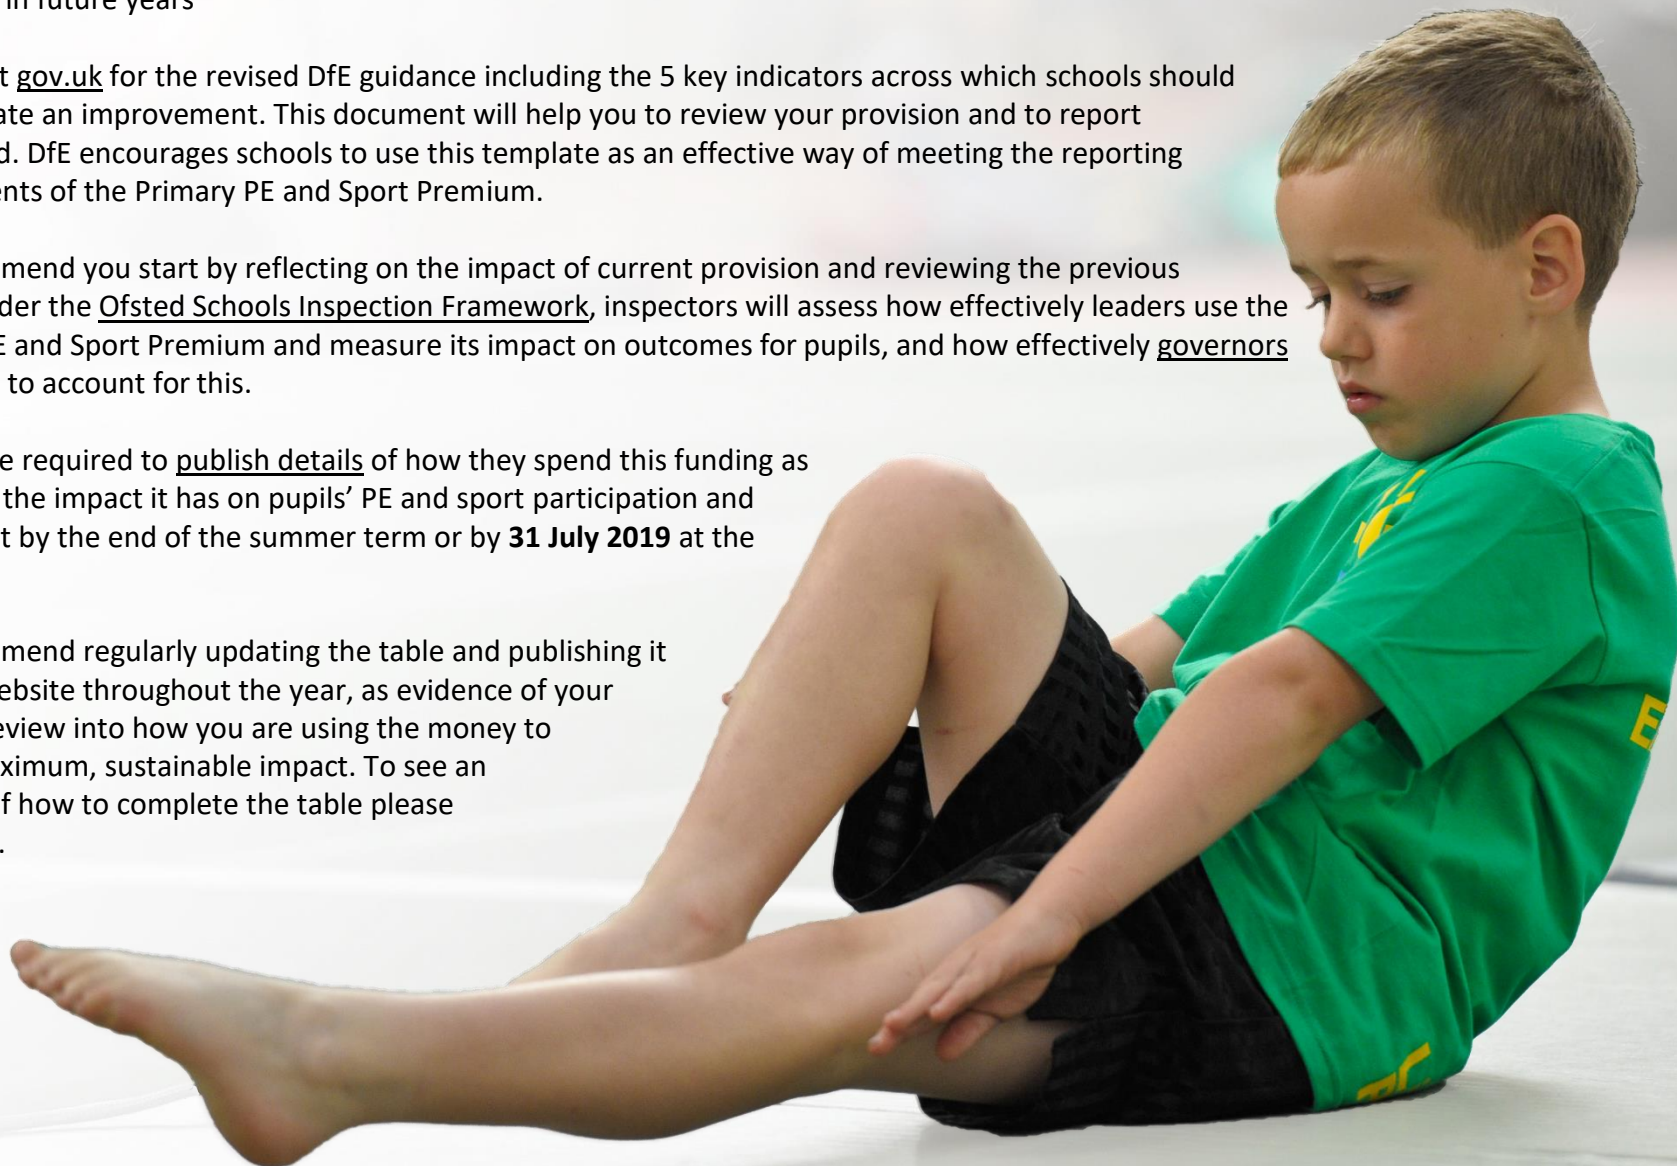 in future years
t gov.uk for the revised DfE guidance including the 5 key indicators across which schools should
ate an improvement. This document will help you to review your provision and to report
d. DfE encourages schools to use this template as an effective way of meeting the reporting
ents of the Primary PE and Sport Premium.
mend you start by reflecting on the impact of current provision and reviewing the previous
der the Ofsted Schools Inspection Framework, inspectors will assess how effectively leaders use the
E and Sport Premium and measure its impact on outcomes for pupils, and how effectively governors
to account for this.
e required to publish details of how they spend this funding as
the impact it has on pupils’ PE and sport participation and
t by the end of the summer term or by 31 July 2019 at the
mend regularly updating the table and publishing it
ebsite throughout the year, as evidence of your
eview into how you are using the money to
ximum, sustainable impact. To see an
f how to complete the table please
.
E